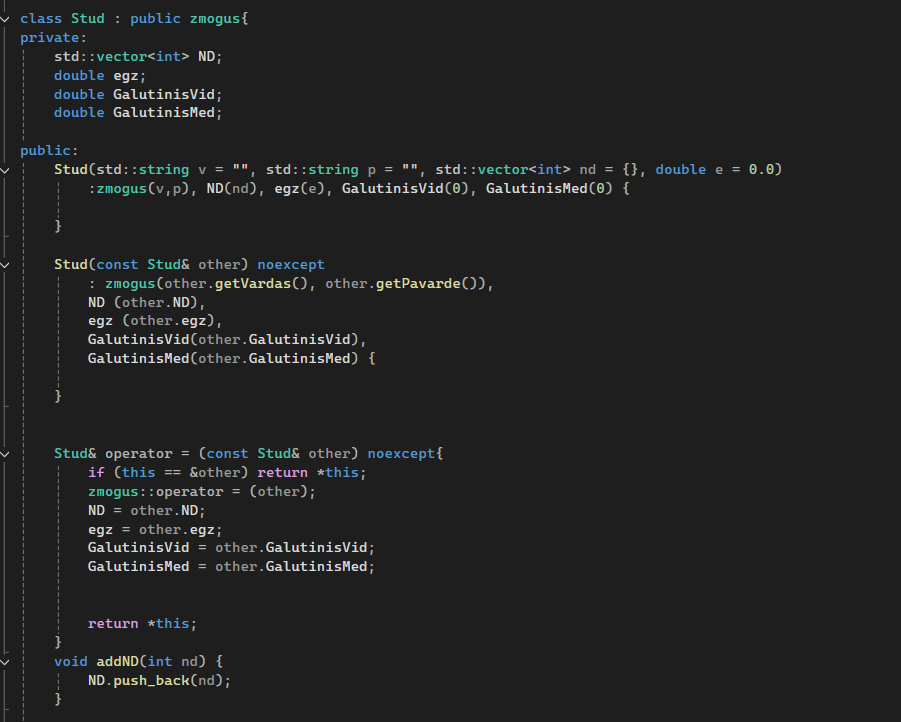 class Stud : public zmogus{
private:
    std::vector<int> ND;
    double egz;
    double GalutinisVid;
    double GalutinisMed;
public:
    Stud(std::string v = "", std::string p = "", std::vector<int> nd = {}, double e = 0.0)
        :zmogus(v,p), ND(nd), egz(e), GalutinisVid(0), GalutinisMed(0) {
    }
    Stud(const Stud& other) noexcept
        : zmogus(other.getVardas(), other.getPavarde()),
        ND (other.ND),
        egz (other.egz),
        GalutinisVid(other.GalutinisVid),
        GalutinisMed(other.GalutinisMed) {
    }
    Stud& operator = (const Stud& other) noexcept{
        if (this == &other) return *this;
        zmogus::operator = (other);
        ND = other.ND;
        egz = other.egz;
        GalutinisVid = other.GalutinisVid;
        GalutinisMed = other.GalutinisMed;
        return *this;
    }
    void addND(int nd) {
        ND.push_back(nd);
    }